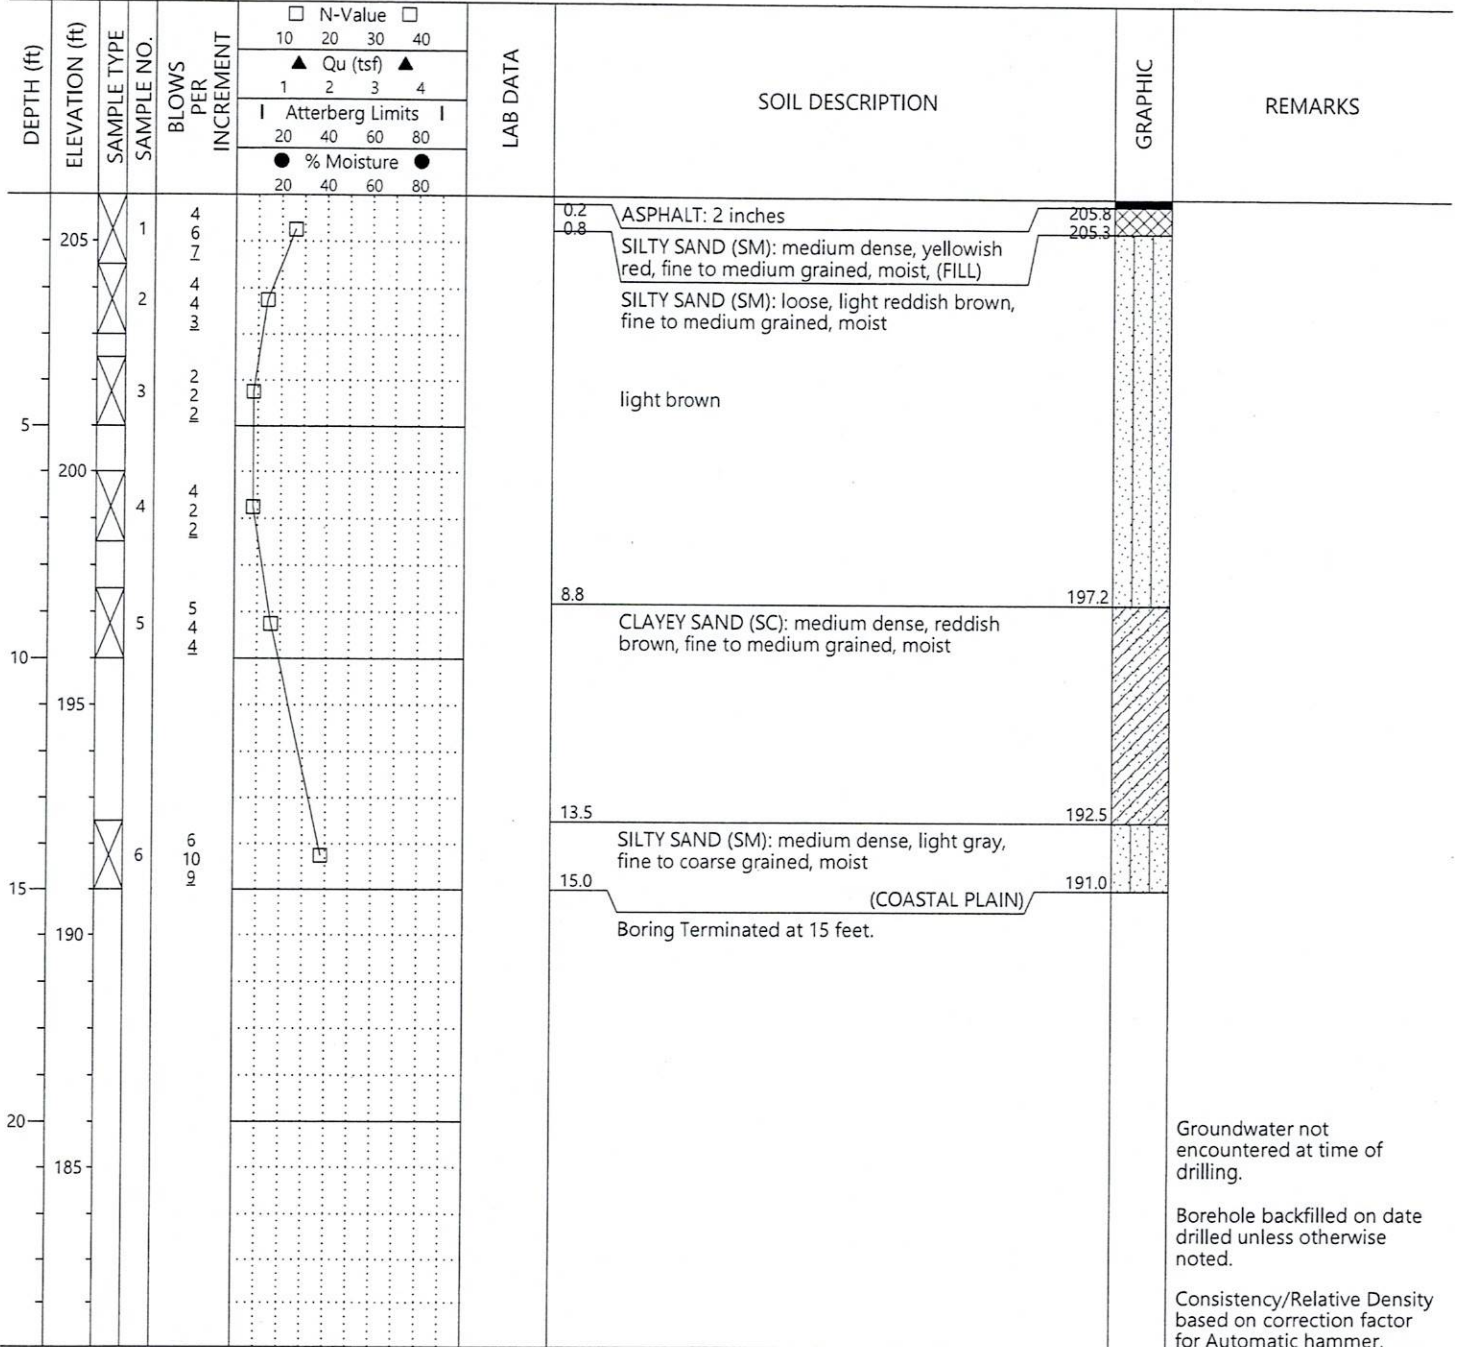 DEPTH (ft)
ELEVATION (ft)
SAMPLE TYPE
SAMPLE NO.
BLOWS
PER
INCREMENT
N-Value
10 20 30 40
▲ Qu (tsf) ▲
1 2 3 4
Atterberg Limits
20 40 60 80
● % Moisture ●
20 40 60 80
LAB DATA
SOIL DESCRIPTION
GRAPHIC
REMARKS
0.2 ASPHALT: 2 inches 205.8
0.8 205.3
1
4
6
7
205
SILTY SAND (SM): medium dense, yellowish
red, fine to medium grained, moist, (FILL)
2
4
4
3
SILTY SAND (SM): loose, light reddish brown,
fine to medium grained, moist
3
2
2
2
light brown
5
200
4
4
2
2
8.8 197.2
5
5
4
4
CLAYEY SAND (SC): medium dense, reddish
brown, fine to medium grained, moist
10
195
13.5 192.5
6
6
10
9
SILTY SAND (SM): medium dense, light gray,
fine to coarse grained, moist
15
15.0 191.0
(COASTAL PLAIN)
190
Boring Terminated at 15 feet.
20
185
Groundwater not
encountered at time of
drilling.
Borehole backfilled on date
drilled unless otherwise
noted.
Consistency/Relative Density
based on correction factor
for Automatic hammer.